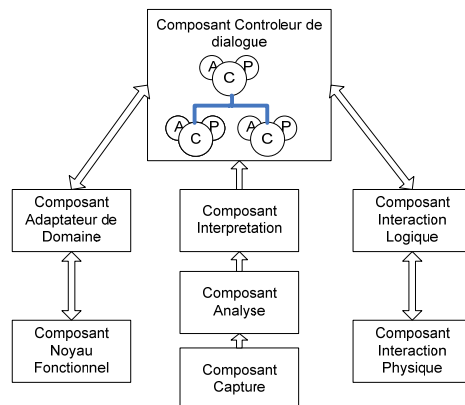 Composant Controleur de
dialogue
A P
C
A P
C
A P
C
Composant
Adaptateur de
Domaine
Composant
Interpretation
Composant
Interaction
Logique
Composant
Analyse
Composant
Noyau
Fonctionnel
Composant
Capture
Composant
Interaction
Physique